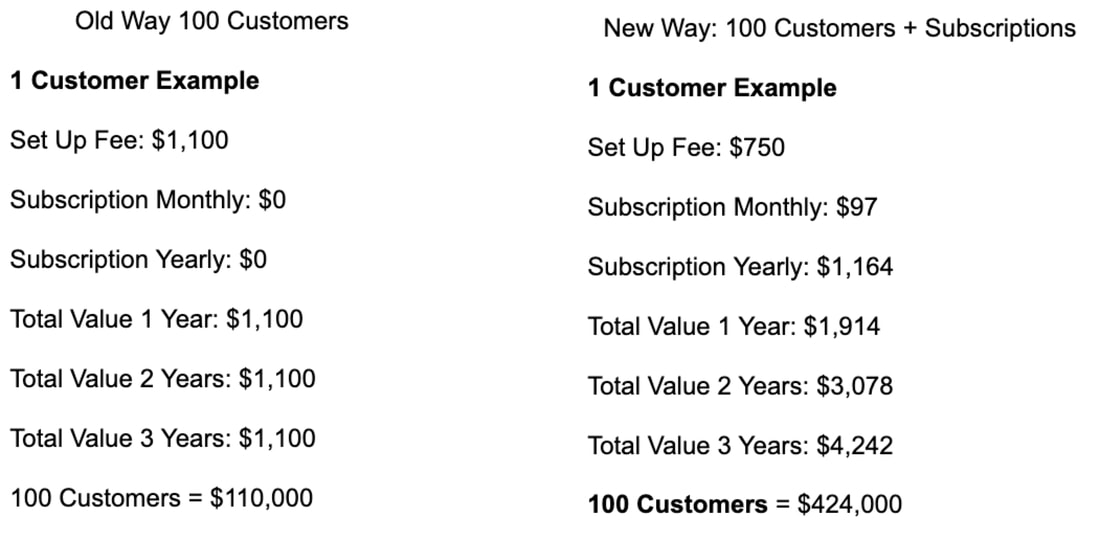 Old Way 100 Customers
1 Customer Example
Set Up Fee: $1,100
Subscription Monthly: $0
Subscription Yearly: $0
Total Value 1 Year: $1,100
Total Value 2 Years: $1,100
Total Value 3 Years: $1,100
100 Customers = $110,000
New Way: 100 Customers + Subscriptions
1 Customer Example
Set Up Fee: $750
Subscription Monthly: $97
Subscription Yearly: $1,164
Total Value 1 Year: $1,914
Total Value 2 Years: $3,078
Total Value 3 Years: $4,242
100 Customers = $424,000